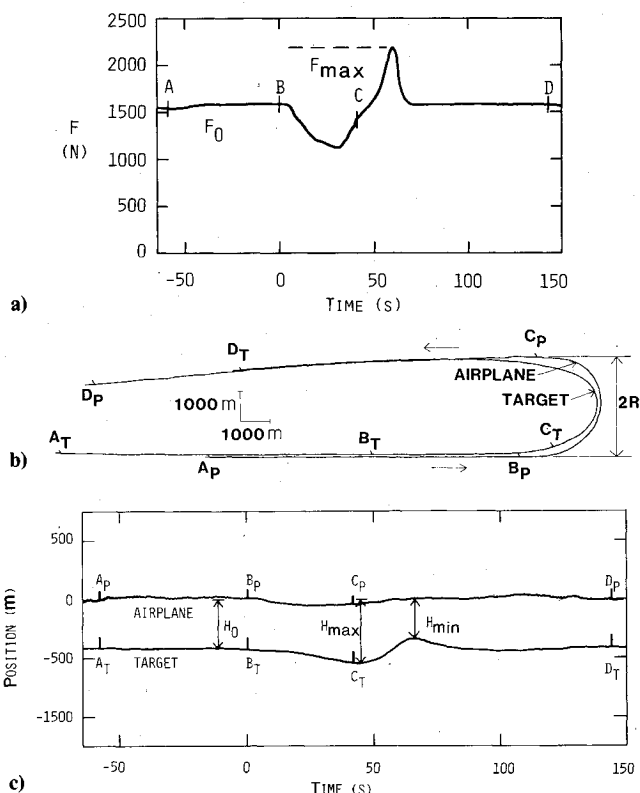 2500
2000
1500
1000
500
0
F
(N)
A
B
C
D
F0
Fmax
-50
0
50
100
150
TIME (S)
a)
DT
CP
AIRPLANE
TARGET
2R
DP
1000 m
1000 m
AT
BT
CT
AP
BP
b)
500
0
-500
-1500
POSITION (m)
AP
BP
CP
DP
AIRPLANE
H0
Hmax
Hmin
AT
TARGET
BT
CT
DT
-50
0
50
100
150
TIME (S)
c)